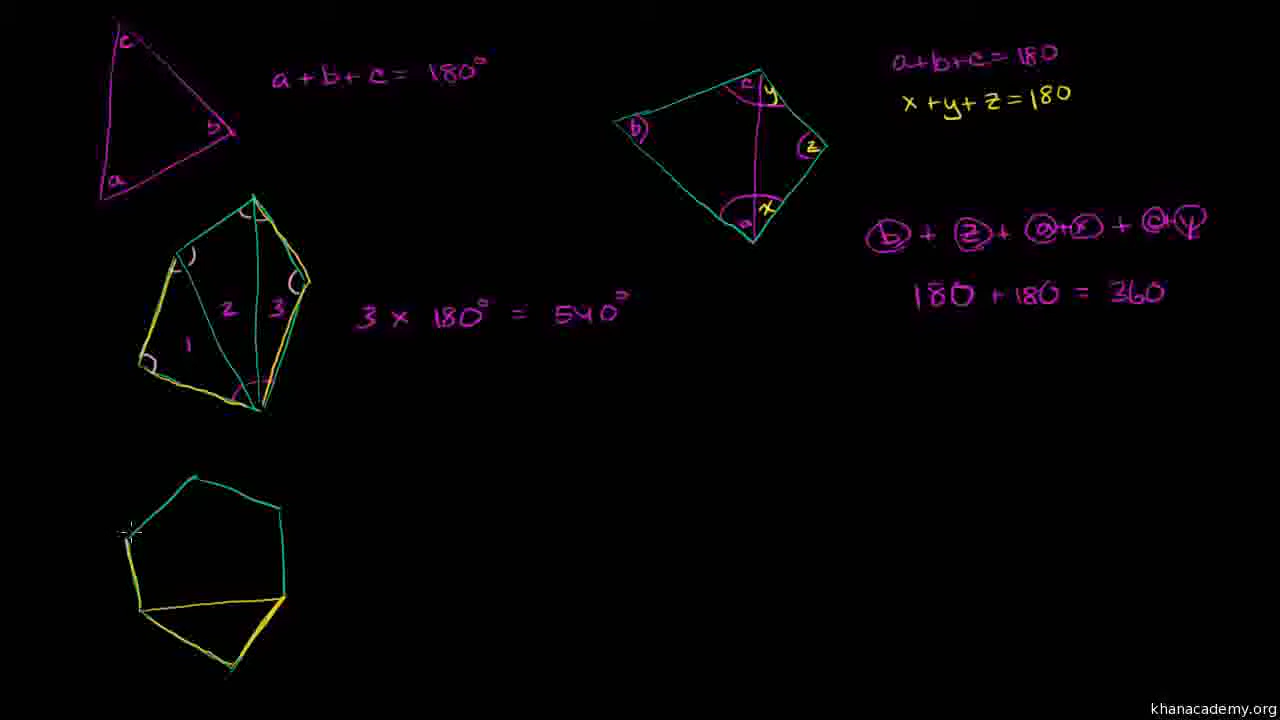 c
b
a
a + b + c = 180°
c y
b
z
a x
a+b+c=180
x+y+z=180
b + z + a+x + c+y
180 + 180 = 360
2 3
1
3 x 180° = 540°
khanacademy.org